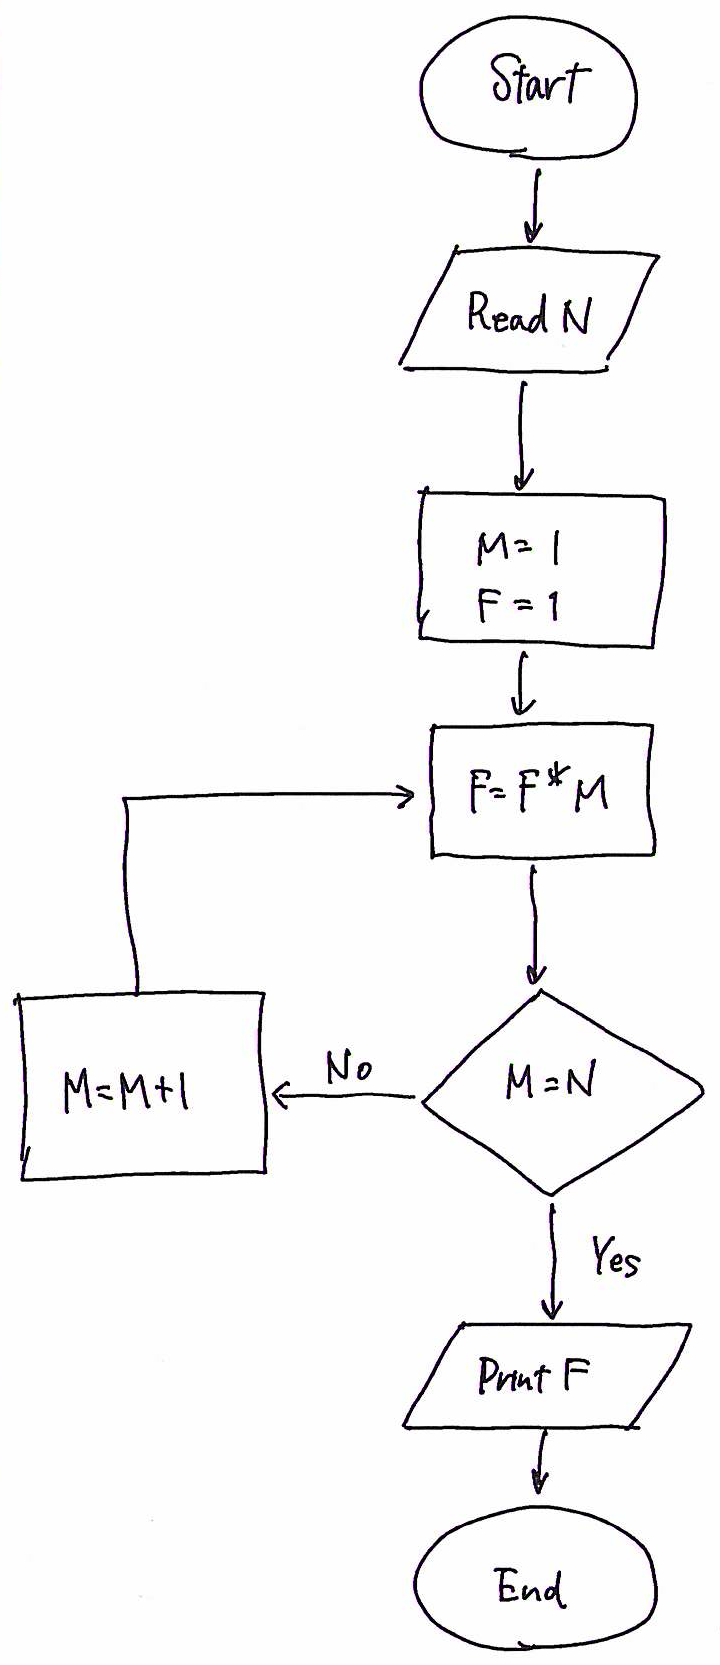 Start
Read N
M=1
F=1
F=F*M
M=N
No
M=M+1
Yes
Print F
End